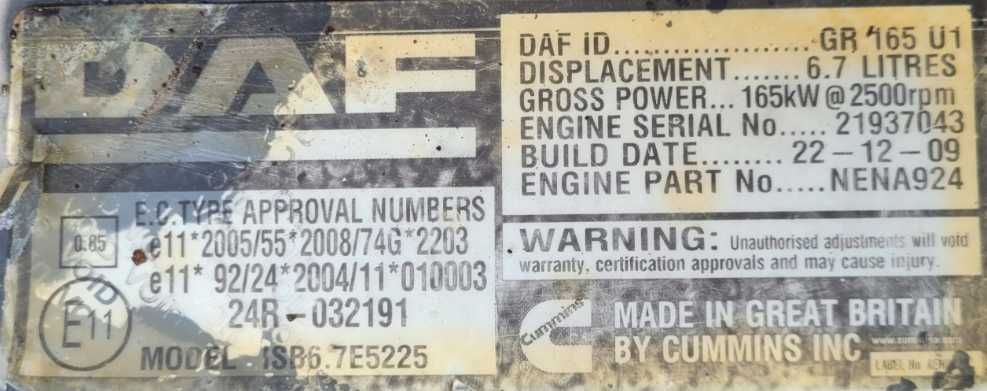 DAF
E.C. TYPE APPROVAL NUMBERS
0.85
e11*2005/55*2008/74G*2203
e11* 92/24*2004/11*010003
24R-032191
E11
MODEL ISB6.7E5225
DAF iD.................... GR 165 U1
DISPLACEMENT....... 6.7 LITRES
GROSS POWER... 165kW @ 2500rpm
ENGINE SERIAL No..... 21937043
BUILD DATE........ 22-12-09
ENGINE PART No..... NENA924
WARNING: Unauthorised adjustments will void
warranty, certification approvals and may cause injury.
Cummins
MADE IN GREAT BRITAIN
BY CUMMINS INC
LABEL No